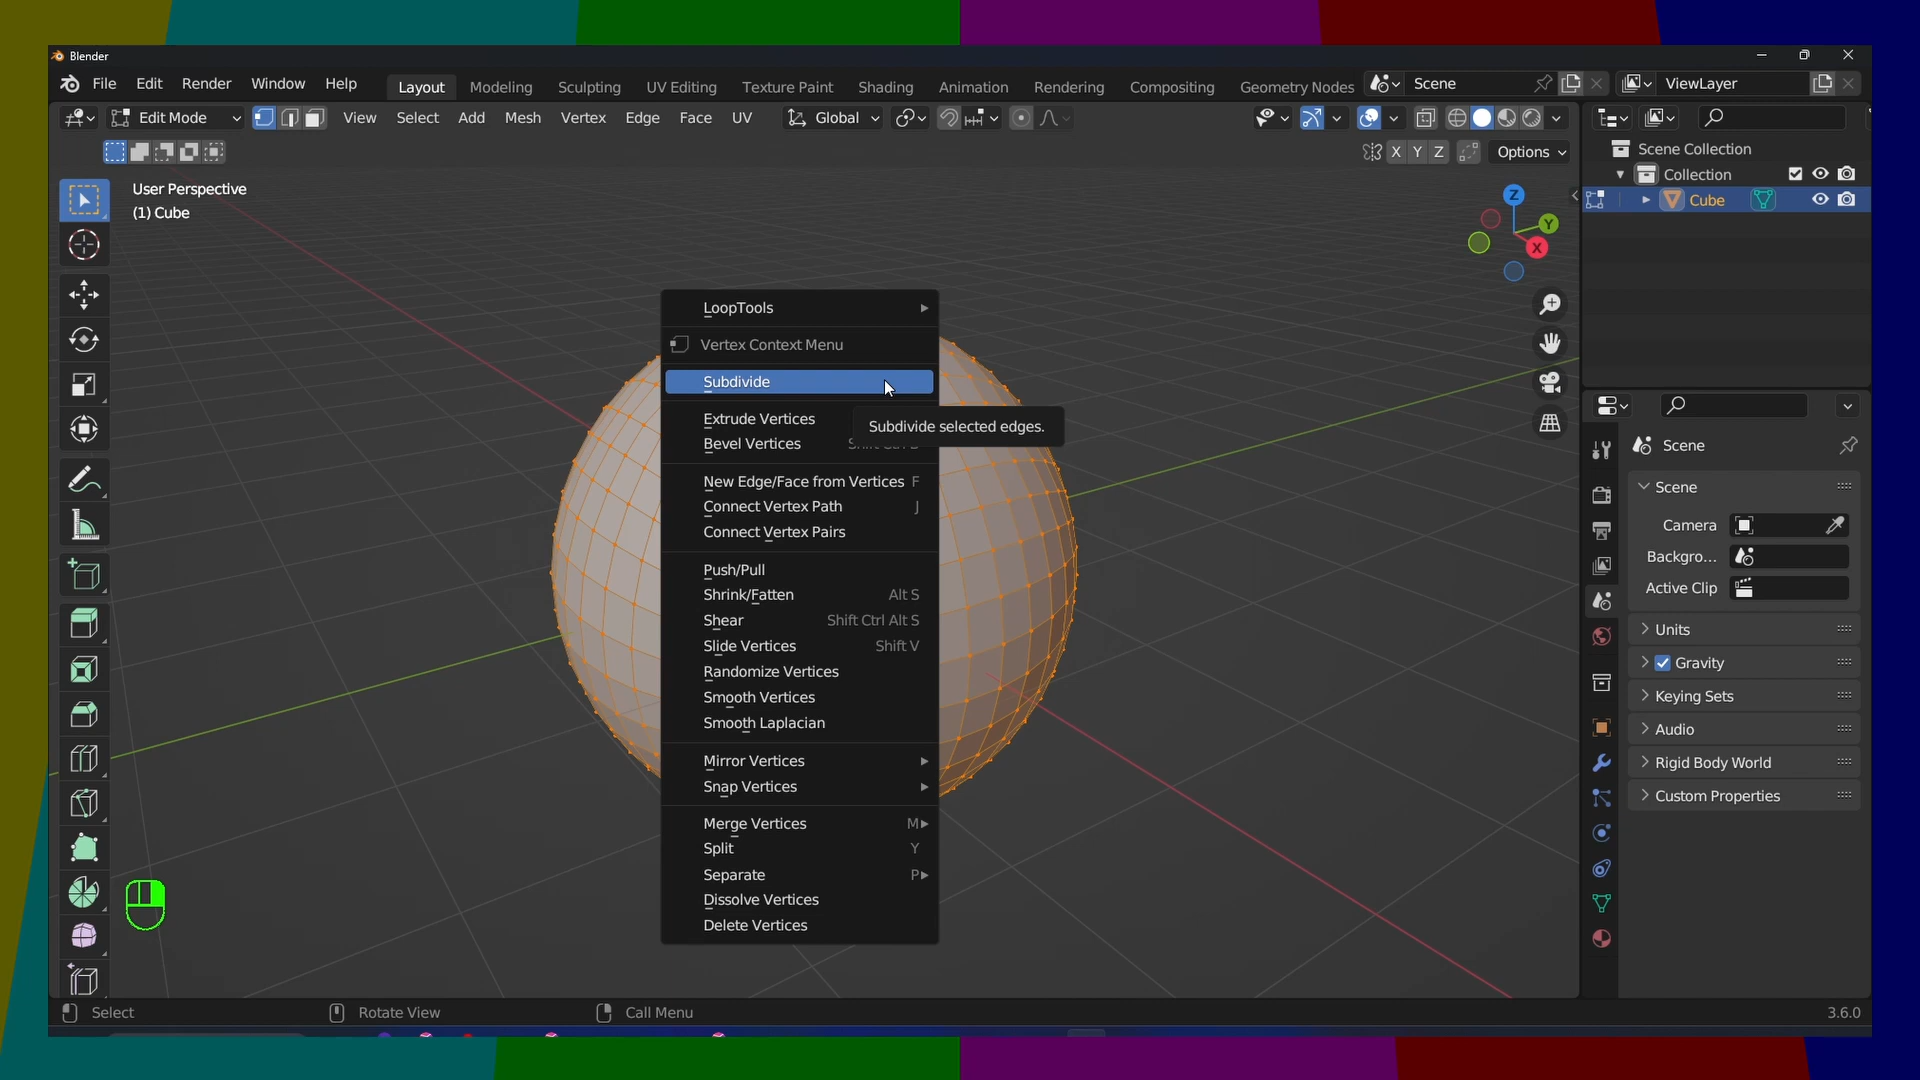 Blender
File Edit Render Window Help Layout Modeling Sculpting UV Editing Texture Paint Shading Animation Rendering Compositing Geometry Nodes Scene ViewLayer
Edit Mode View Select Add Mesh Vertex Edge Face UV Global
X Y Z Options
User Perspective
(1) Cube
Z
Y
X
LoopTools
Vertex Context Menu
Subdivide
Subdivide selected edges.
Extrude Vertices
Bevel Vertices
New Edge/Face from Vertices F
Connect Vertex Path J
Connect Vertex Pairs
Push/Pull
Shrink/Fatten Alt S
Shear Shift Ctrl Alt S
Slide Vertices Shift V
Randomize Vertices
Smooth Vertices
Smooth Laplacian
Mirror Vertices
Snap Vertices
Merge Vertices M
Split Y
Separate P
Dissolve Vertices
Delete Vertices
Scene Collection
Collection
Cube
Scene
Scene
Camera
Backgro...
Active Clip
Units
Gravity
Keying Sets
Audio
Rigid Body World
Custom Properties
Select Rotate View Call Menu 3.6.0